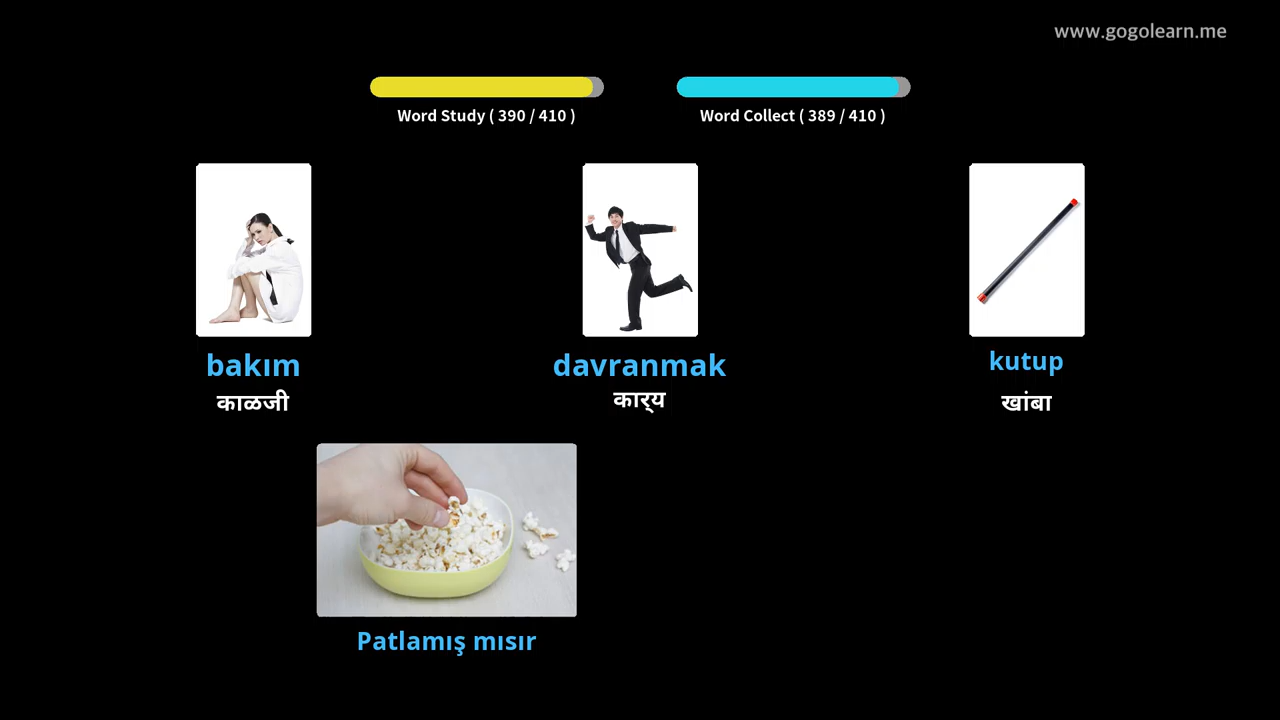 www.gogolearn.me
Word Study ( 390 / 410 )
Word Collect ( 389 / 410 )
bakım
davranmak
kutup
काळजी
कार्‍य
खांबा
Patlamış mısır